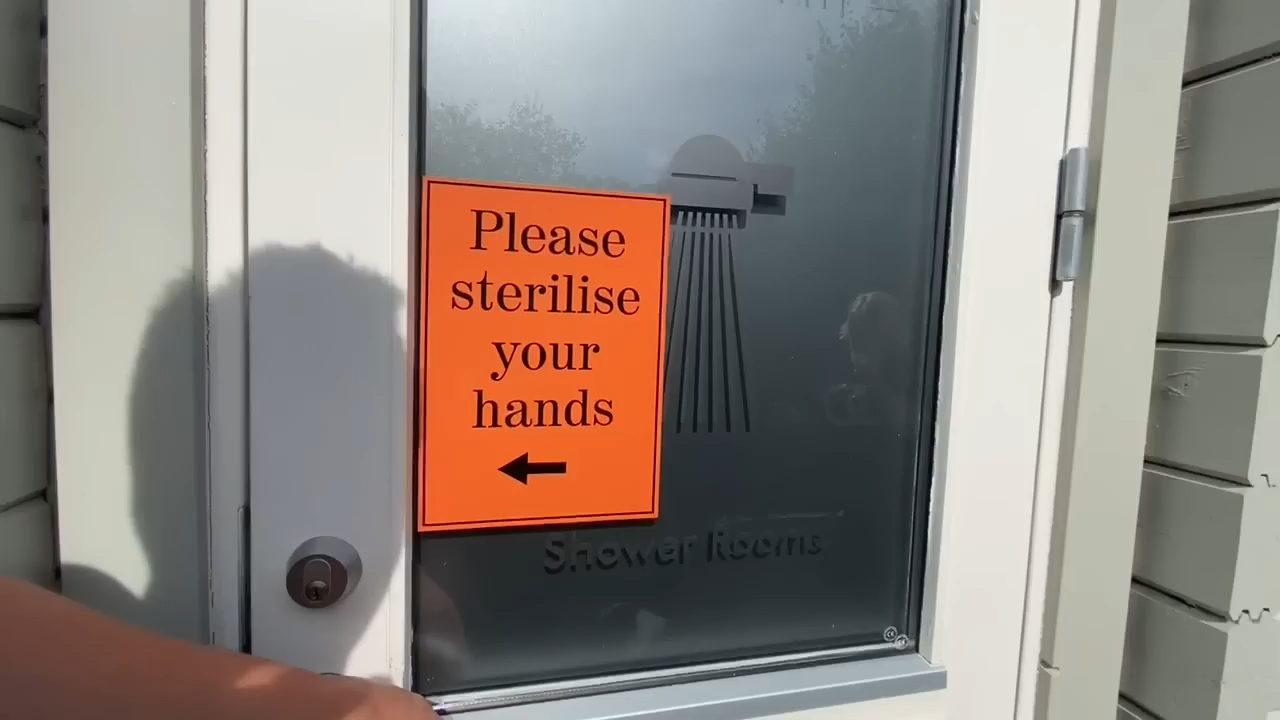 Please
sterilise
your
hands
Shower Rooms